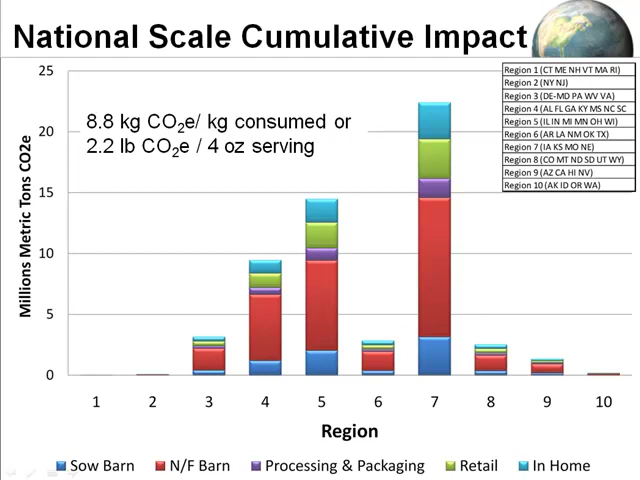 National Scale Cumulative Impact
Region 1 (CT ME NH VT MA RI)
Region 2 (NY NJ)
Region 3 (DE-MD PA WV VA)
Region 4 (AL FL GA KY MS NC SC
Region 5 (IL IN MI MN OH WI)
Region 6 (AR LA NM OK TX)
Region 7 (IA KS MO NE)
Region 8 (CO MT ND SD UT WY)
Region 9 (AZ CA HI NV)
Region 10 (AK ID OR WA)
8.8 kg CO2e/ kg consumed or
2.2 lb CO2e / 4 oz serving
Millions Metric Tons CO2e
25
20
15
10
5
0
1 2 3 4 5 6 7 8 9 10
Region
Sow Barn N/F Barn Processing & Packaging Retail In Home